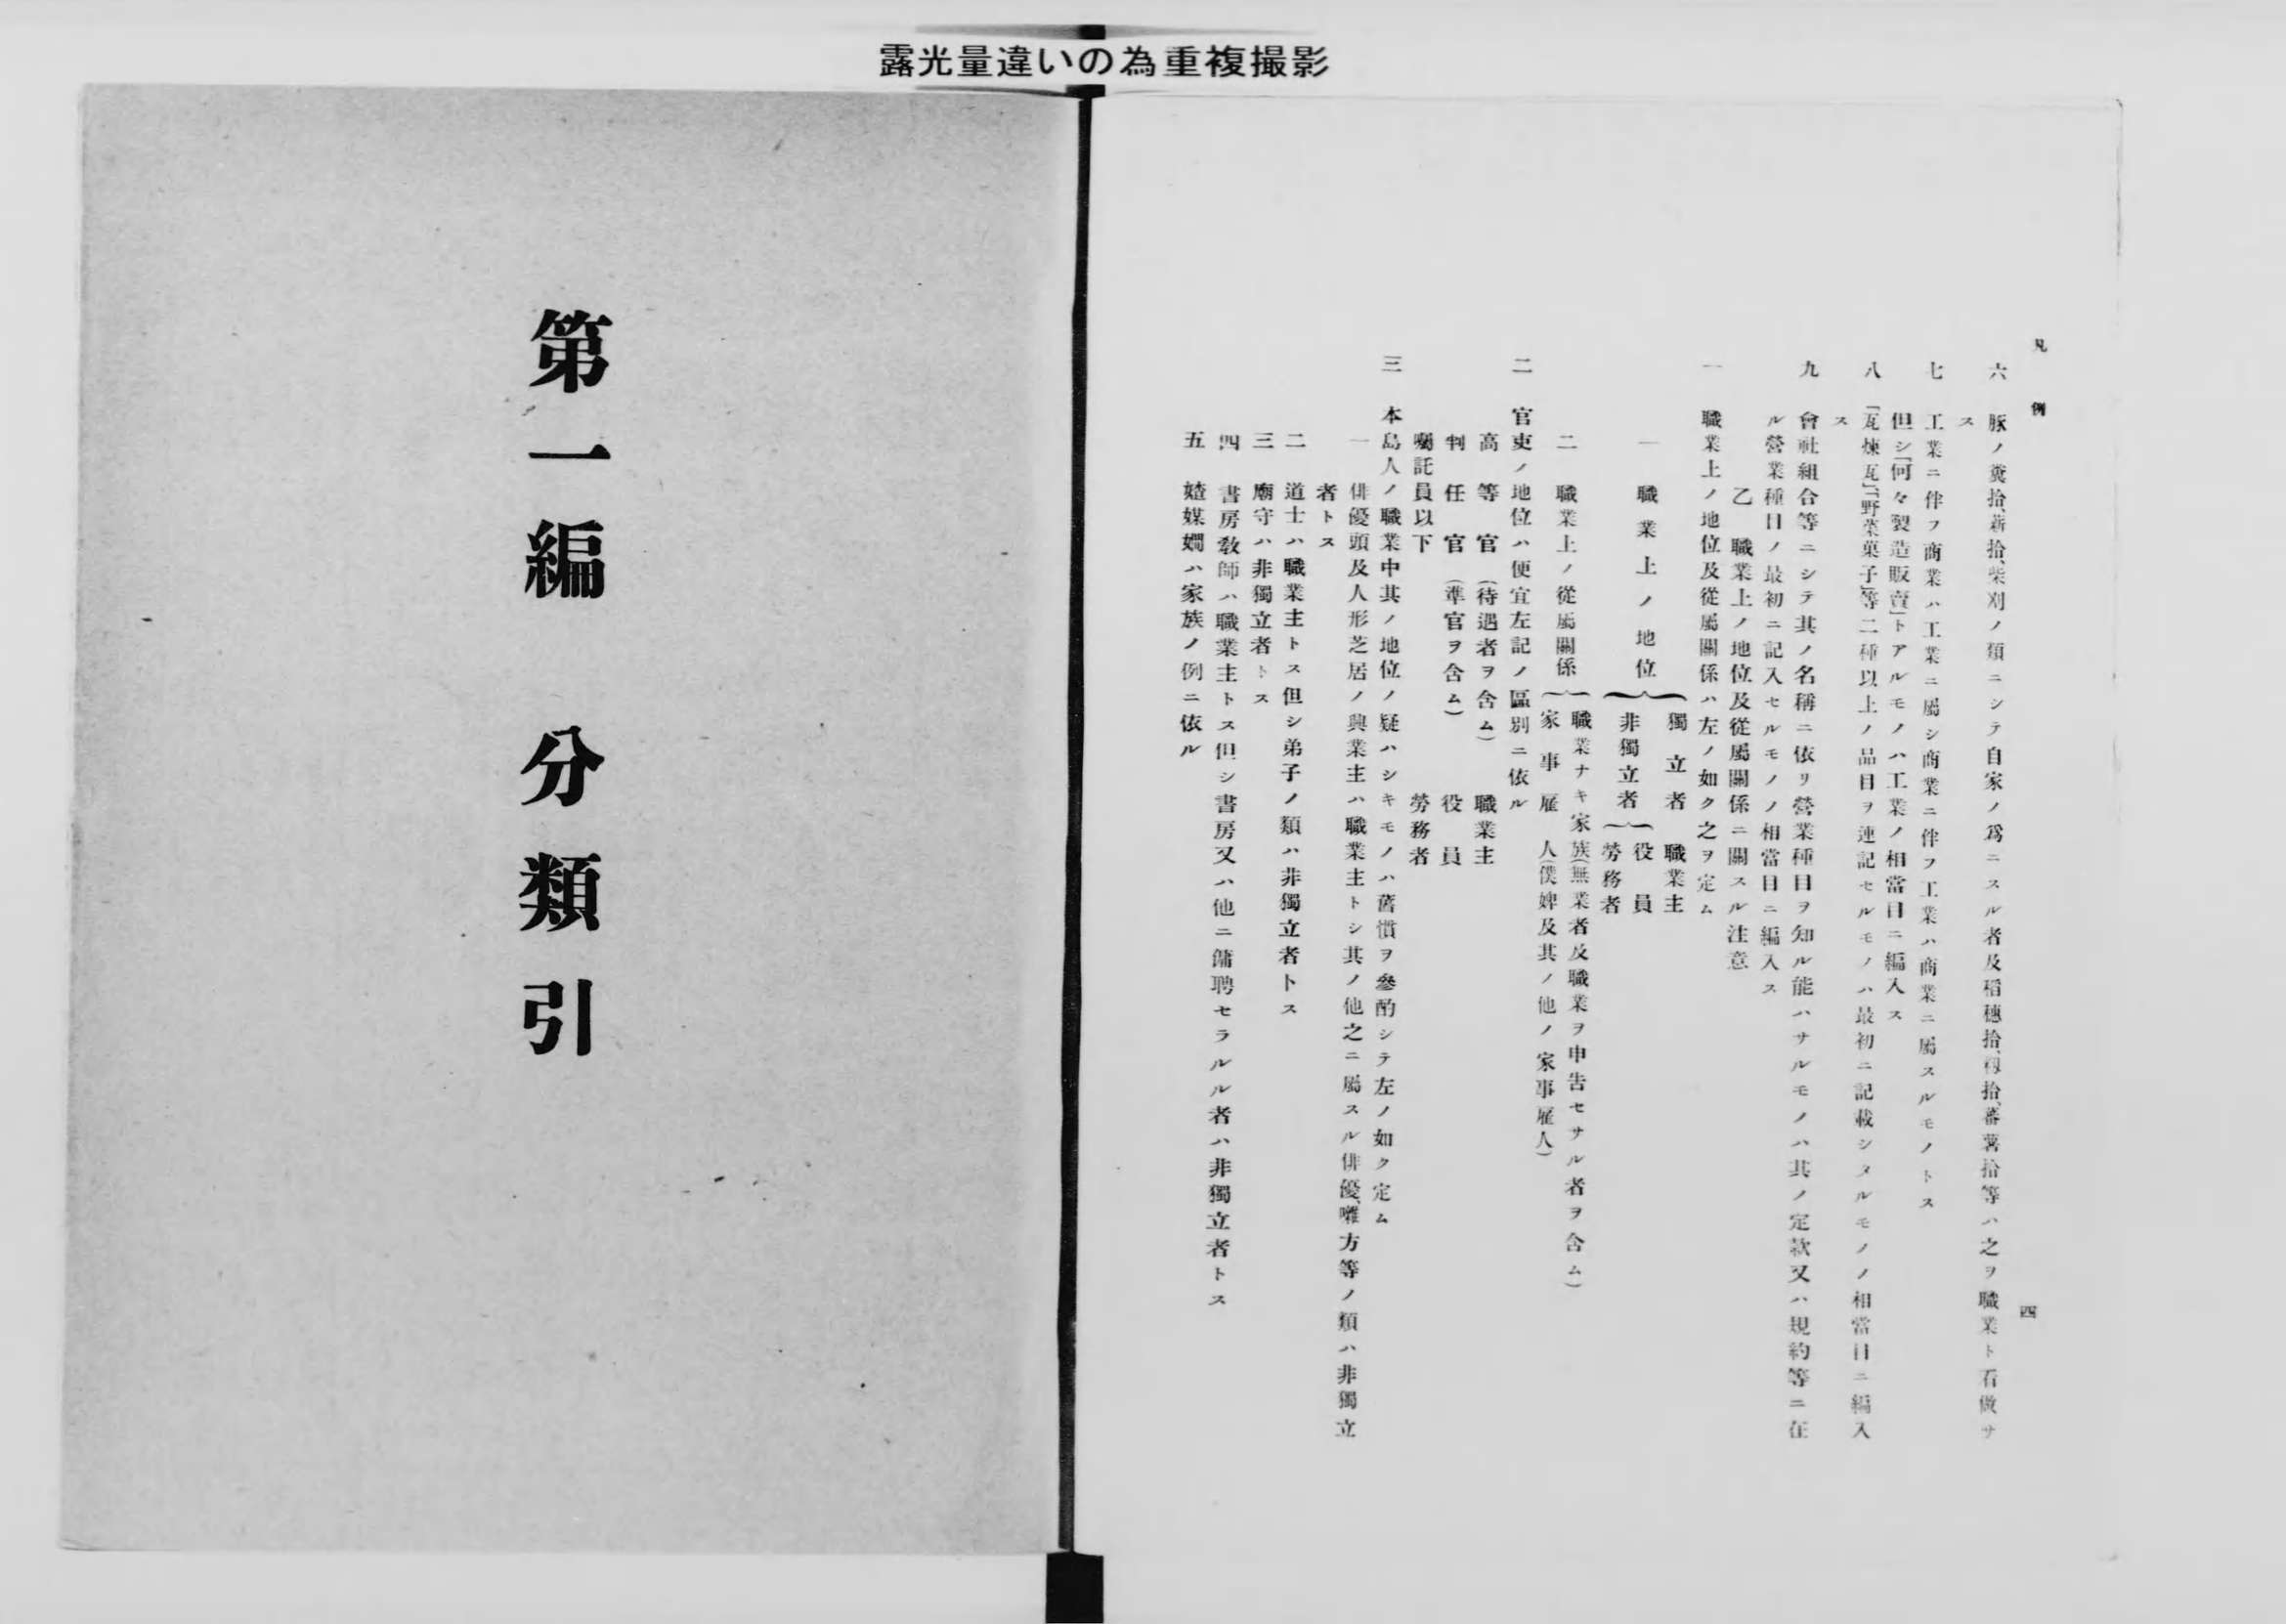 露光量違いの為重複撮影
凡例
四
六 豚ノ糞拾、薪拾、柴刈ノ類ニシテ自家ノ爲ニスル者及稻穗拾、籾拾、蕃薯拾等ハ之ヲ職業ト看做サ
ス
七 工業ニ伴フ商業ハ工業ニ屬シ商業ニ伴フ工業ハ商業ニ屬スルモノトス
但シ「何々製造販賣」トアルモノハ工業ノ相當目ニ編入ス
八 「瓦煉瓦」「野菜菓子」等二種以上ノ品目ヲ連記セルモノハ最初ニ記載シタルモノノ相當目ニ編入
ス
九 會社組合等ニシテ其ノ名稱ニ依リ營業種目ヲ知ル能ハサルモノハ其ノ定款又ハ規約等ニ在
ル營業種目ノ最初ニ記入セルモノノ相當目ニ編入ス
乙 職業上ノ地位及從屬關係ニ關スル注意
一 職業上ノ地位及從屬關係ハ左ノ如ク之ヲ定ム
一 職業上ノ地位
獨立者 職業主
非獨立者
役員
勞務者
二 職業上ノ從屬關係
職業ナキ家族(無業者及職業ヲ申告セサル者ヲ含ム)
家事雇人(僕婢及其ノ他ノ家事雇人)
二 官吏ノ地位ハ便宜左記ノ區別ニ依ル
高等官(待遇者ヲ含ム) 職業主
判任官(準官ヲ含ム) 役員
囑託員以下 勞務者
三 本島人ノ職業中其ノ地位ノ疑ハシキモノハ舊慣ヲ參酌シテ左ノ如ク定ム
一 俳優頭及人形芝居ノ興業主ハ職業主トシ其ノ他之ニ屬スル俳優、囃方等ノ類ハ非獨立
者トス
二 道士ハ職業主トス但シ弟子ノ類ハ非獨立者トス
三 廟守ハ非獨立者トス
四 書房教師ハ職業主トス但シ書房又ハ他ニ傭聘セラルル者ハ非獨立者トス
五 媒媒嫺ハ家族ノ例ニ依ル
第一編 分類引